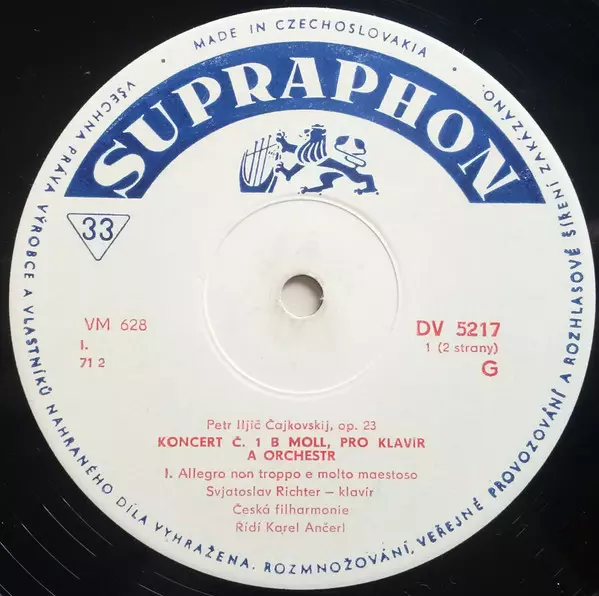 MADE IN CZECHOSLOVAKIA
SUPRAPHON
VŠECHNA PRÁVA VÝROBCE A VLASTNÍKŮ NAHRANÉHO DÍLA VYHRAŽENA. ROZMNOŽOVÁNÍ, VEŘEJNÉ PROVOZOVÁNÍ A ROZHLASOVÉ ŠÍŘENÍ ZAKÁZÁNO.
33
VM 628
I.
71 2
DV 5217
1 (2 strany)
G
Petr Iljič Čajkovskij, op. 23
KONCERT Č. 1 B MOLL, PRO KLAVÍR
A ORCHESTR
I. Allegro non troppo e molto maestoso
Svjatoslav Richter – klavír
Česká filharmonie
Řídí Karel Ančerl